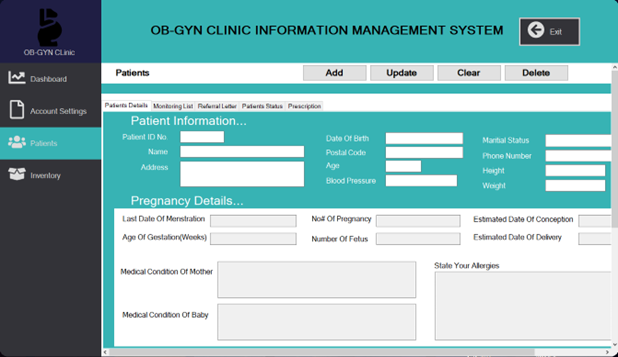 OB-GYN CLINIC INFORMATION MANAGEMENT SYSTEM
Exit
OB-GYN CLinic
Dashboard
Account Settings
Patients
Inventory
Patients
Add
Update
Clear
Delete
Patients Details
Monitoring List
Referral Letter
Patients Status
Prescription
Patient Information...
Patient ID No
Date Of Birth
Maritial Status
Name
Postal Code
Phone Number
Address
Age
Height
Blood Pressure
Weight
Pregnancy Details...
Last Date Of Menstration
No# Of Pregnancy
Estimated Date Of Conception
Age Of Gestation(Weeks)
Number Of Fetus
Estimated Date Of Delivery
Medical Condition Of Mother
State Your Allergies
Medical Condition Of Baby